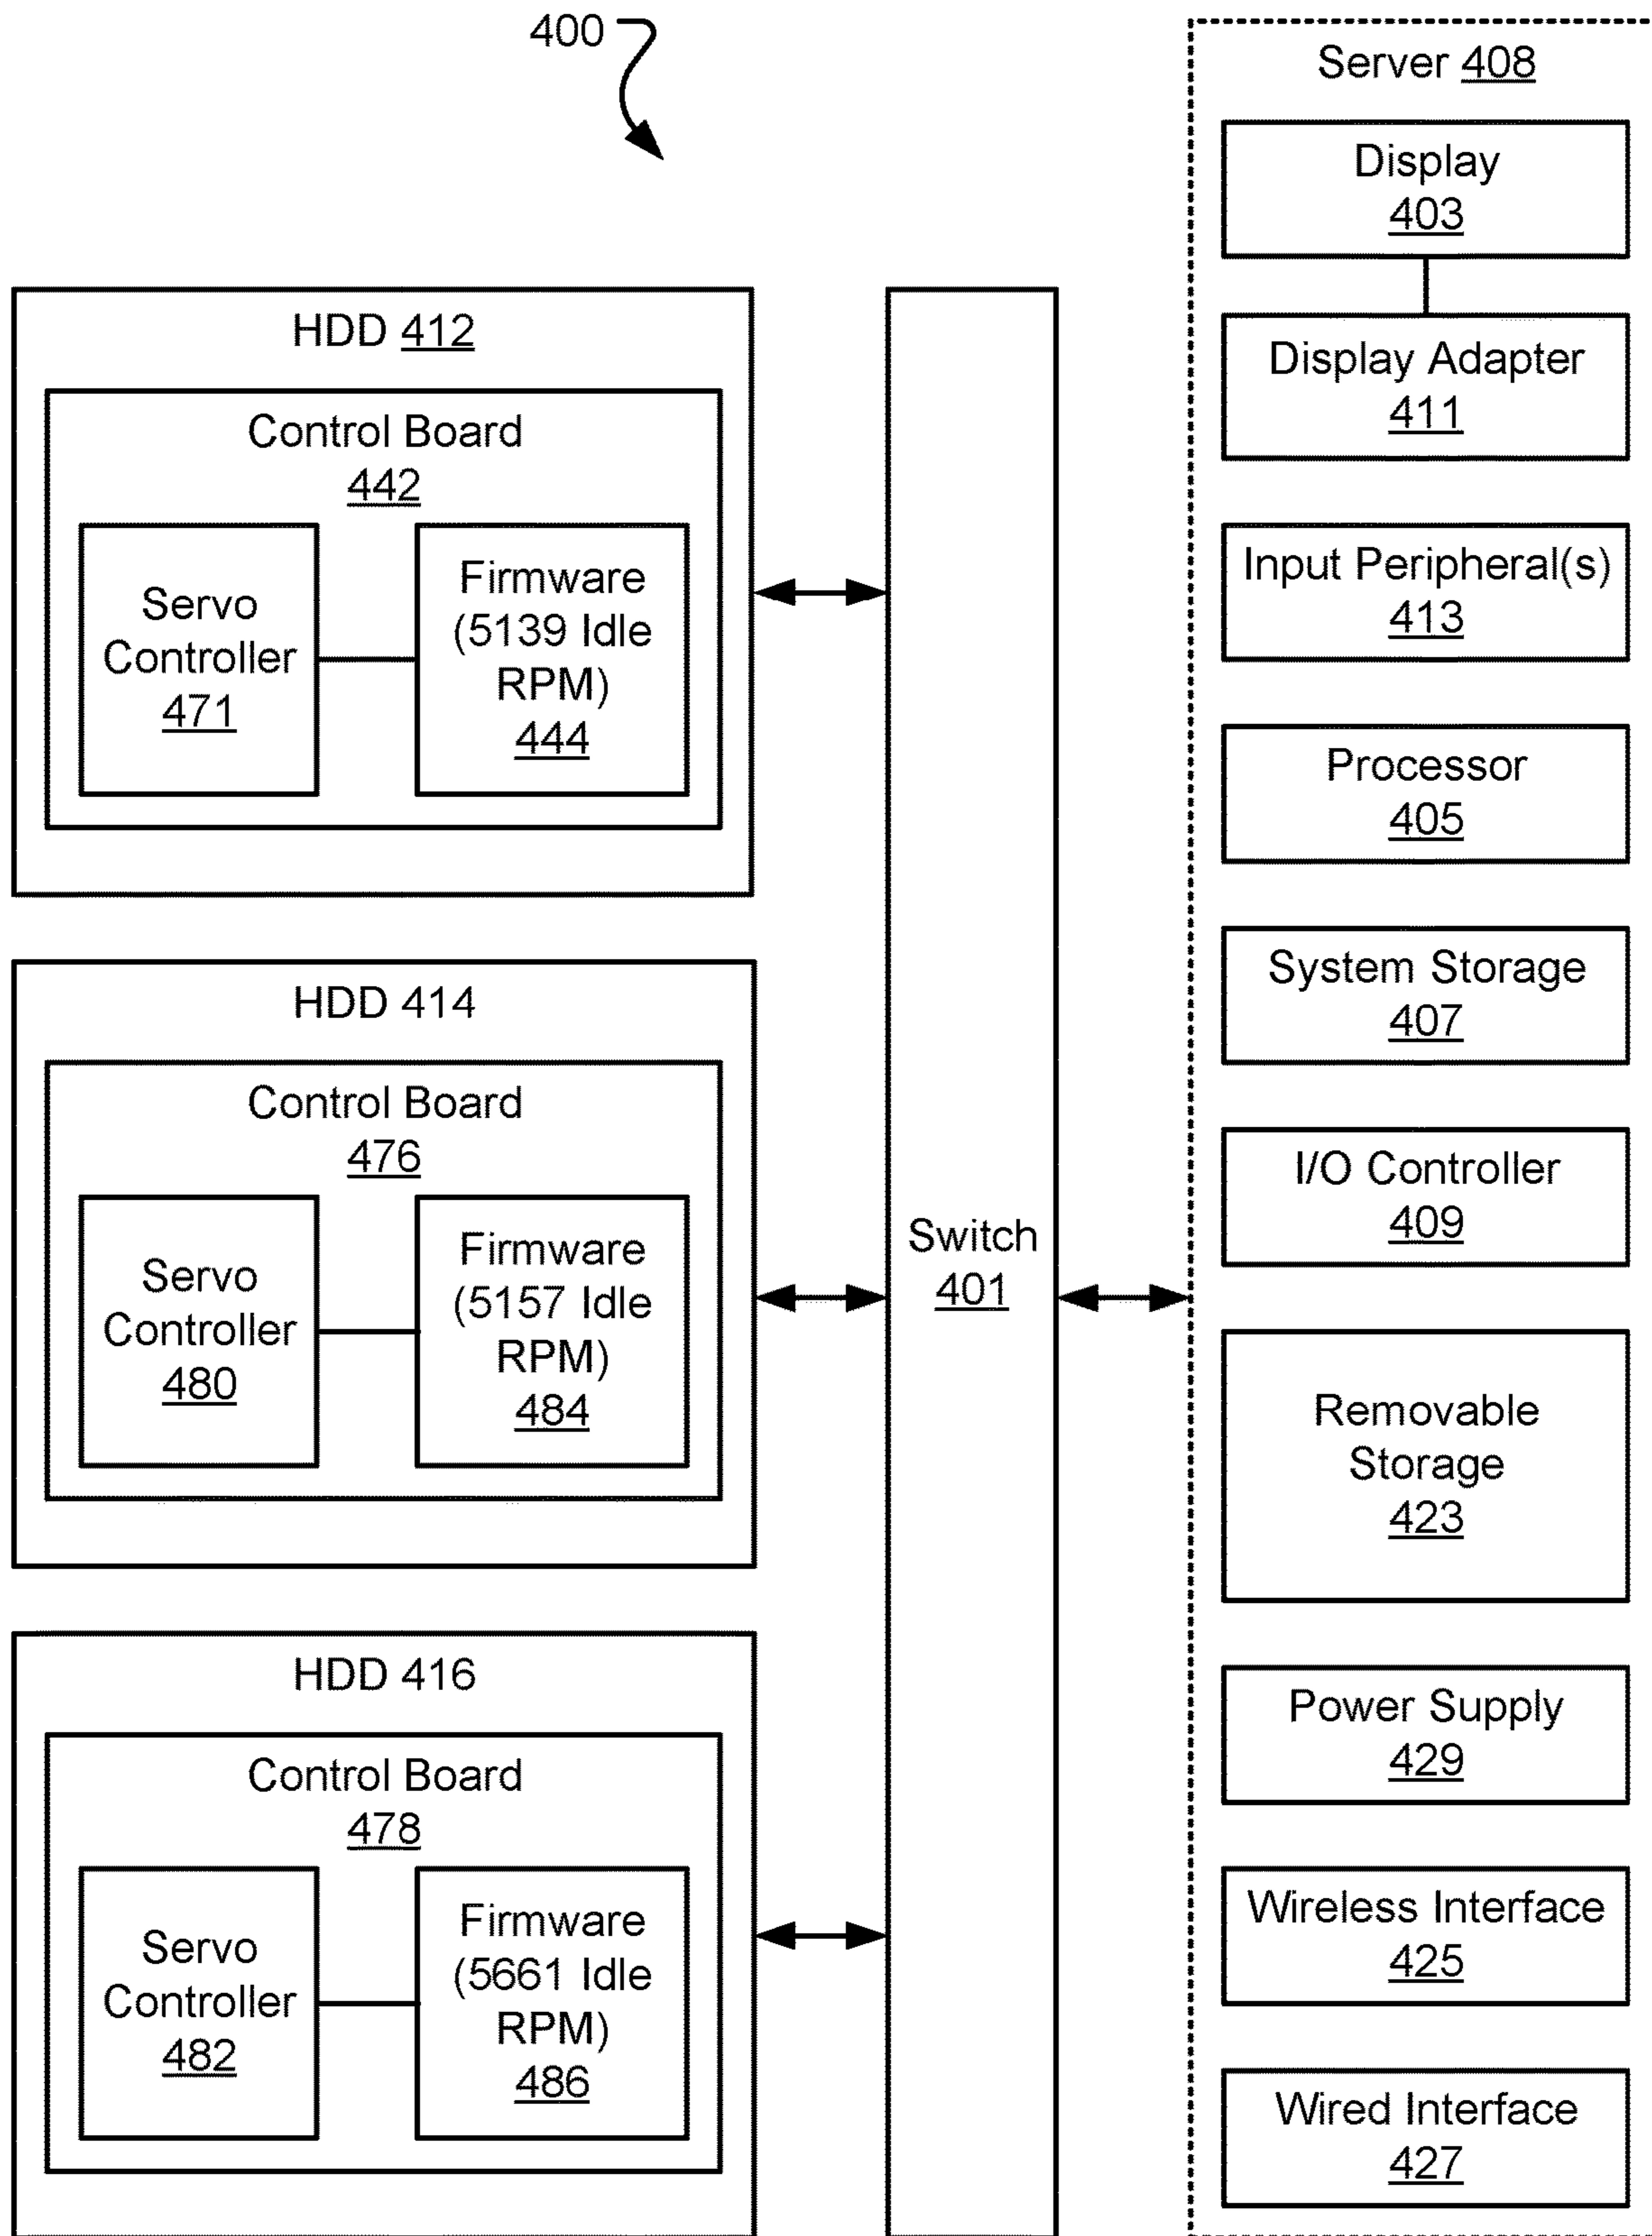 400
HDD 412
Control Board
442
Servo
Controller
471
Firmware
(5139 Idle
RPM)
444
HDD 414
Control Board
476
Servo
Controller
480
Firmware
(5157 Idle
RPM)
484
HDD 416
Control Board
478
Servo
Controller
482
Firmware
(5661 Idle
RPM)
486
Switch
401
Server 408
Display
403
Display Adapter
411
Input Peripheral(s)
413
Processor
405
System Storage
407
I/O Controller
409
Removable
Storage
423
Power Supply
429
Wireless Interface
425
Wired Interface
427